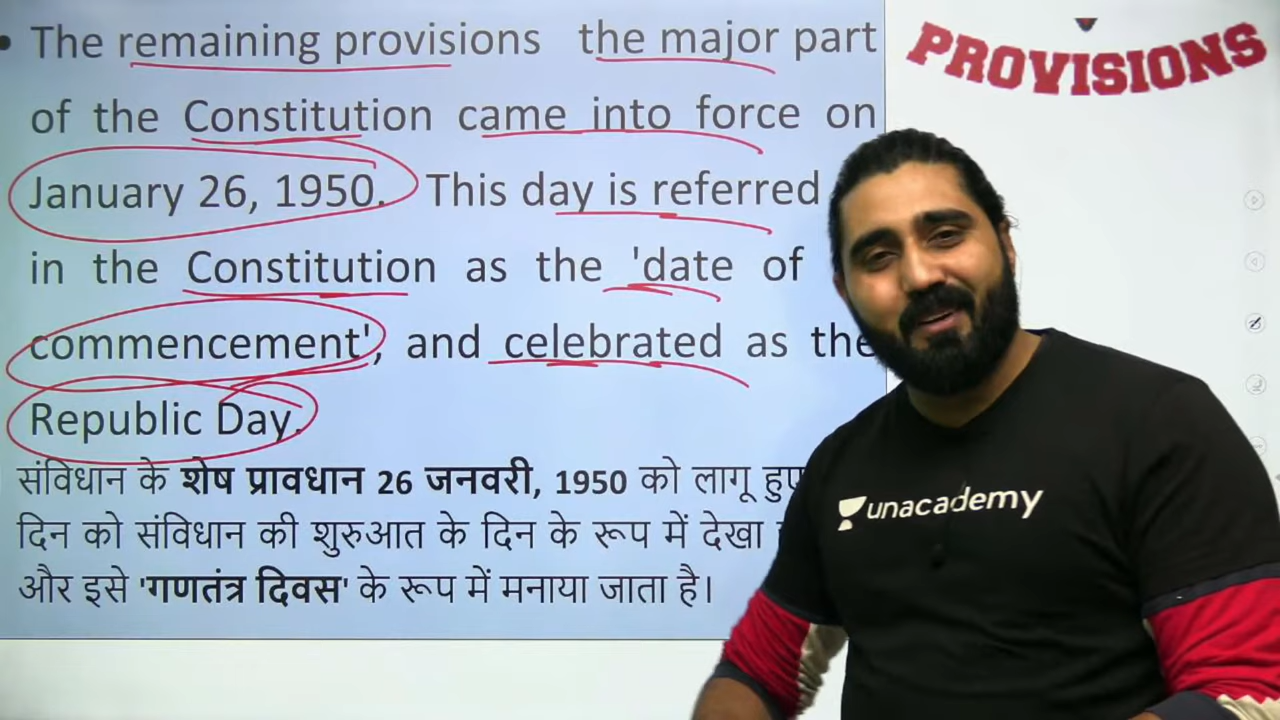 PROVISIONS
• The remaining provisions the major part
of the Constitution came into force on
January 26, 1950. This day is referred
in the Constitution as the 'date of
commencement', and celebrated as the
Republic Day.
संविधान के शेष प्रावधान 26 जनवरी, 1950 को लागू
दिन को संविधान की शुरुआत के दिन के रूप में देखा
और इसे 'गणतंत्र दिवस' के रूप में मनाया जाता है।
unacademy